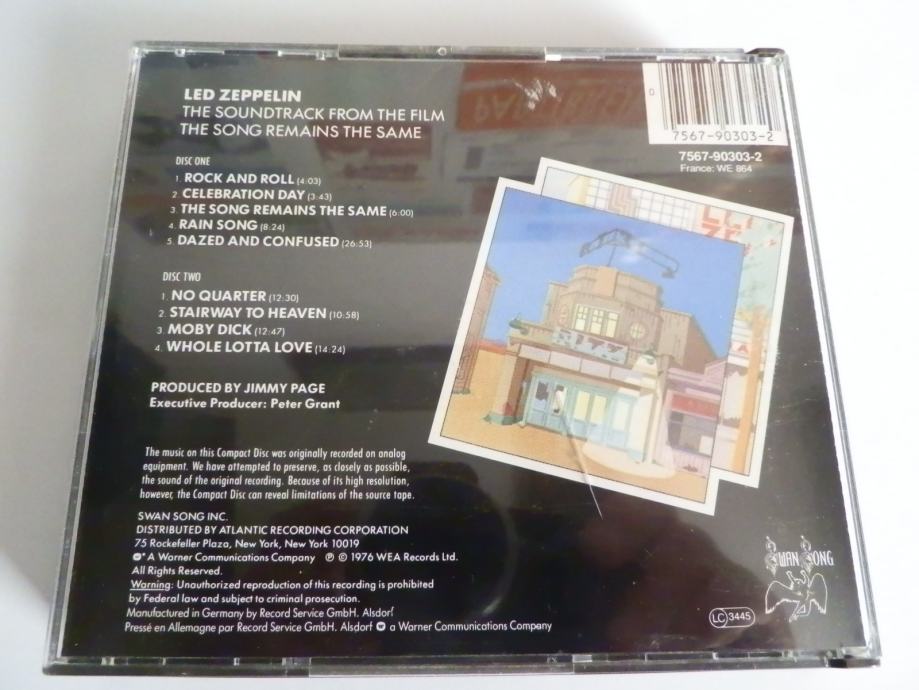 LED ZEPPELIN
THE SOUNDTRACK FROM THE FILM
THE SONG REMAINS THE SAME
DISC ONE
1. ROCK AND ROLL (4:03)
2. CELEBRATION DAY (3:43)
3. THE SONG REMAINS THE SAME (6:00)
4. RAIN SONG (8:24)
5. DAZED AND CONFUSED (26:53)
DISC TWO
1. NO QUARTER (12:30)
2. STAIRWAY TO HEAVEN (10:58)
3. MOBY DICK (12:47)
4. WHOLE LOTTA LOVE (14:24)
PRODUCED BY JIMMY PAGE
Executive Producer: Peter Grant
The music on this Compact Disc was originally recorded on analog
equipment. We have attempted to preserve, as closely as possible,
the sound of the original recording. Because of its high resolution,
however, the Compact Disc can reveal limitations of the source tape.
SWAN SONG INC.
DISTRIBUTED BY ATLANTIC RECORDING CORPORATION
75 Rockefeller Plaza, New York, New York 10019
* A Warner Communications Company ℗ © 1976 WEA Records Ltd.
All Rights Reserved.
Warning: Unauthorized reproduction of this recording is prohibited
by Federal law and subject to criminal prosecution.
Manufactured in Germany by Record Service GmbH. Alsdorf
Pressé en Allemagne par Record Service GmbH. Alsdorf a Warner Communications Company
0
7567-90303-2
7567-90303-2
France: WE 864
SWAN SONG
LC 3445